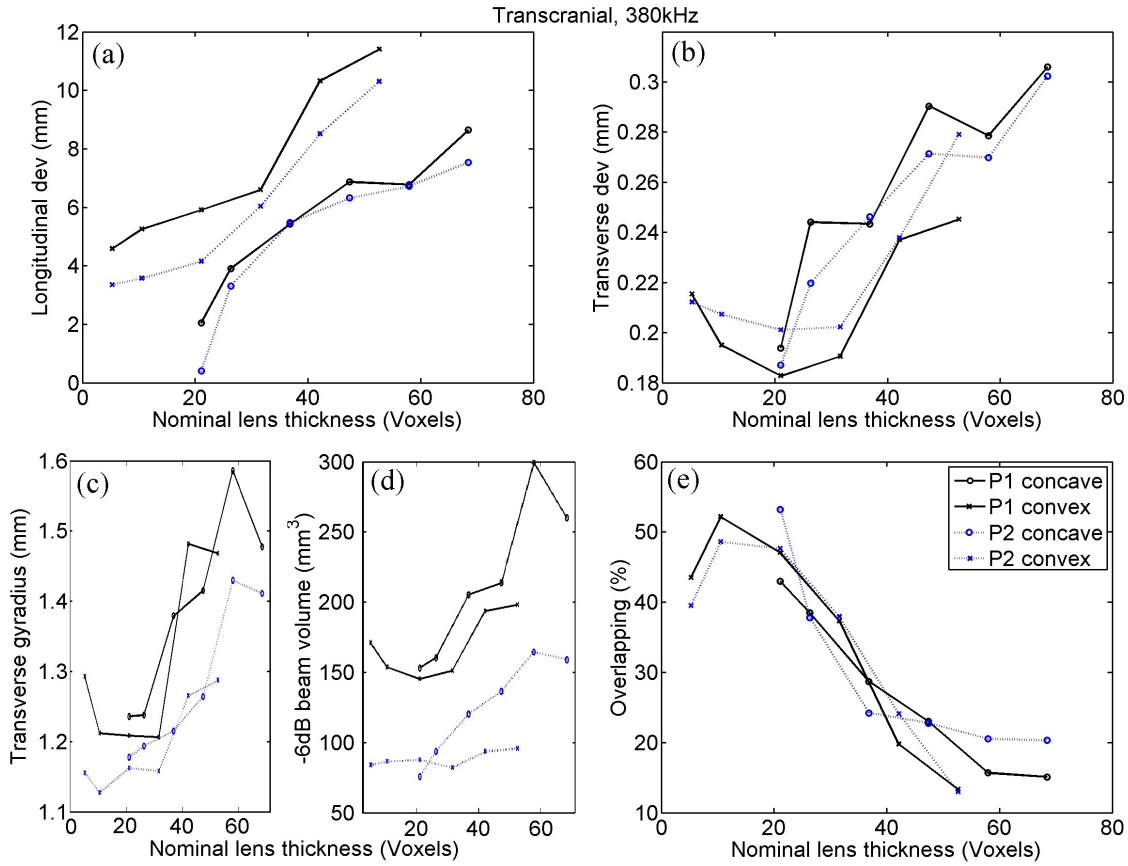 Transcranial, 380kHz
(a)
Longitudinal dev (mm)
12
10
8
6
4
2
0
0 20 40 60 80
Nominal lens thickness (Voxels)
(b)
Transverse dev (mm)
0.3
0.28
0.26
0.24
0.22
0.2
0.18
0 20 40 60 80
Nominal lens thickness (Voxels)
(c)
Transverse gyradius (mm)
1.6
1.5
1.4
1.3
1.2
1.1
0 20 40 60
Nominal lens thickness (Voxels)
(d)
-6dB beam volume (mm³)
300
250
200
150
100
50
0 20 40 60
(e)
Overlapping (%)
60
50
40
30
20
10
0 20 40 60 80
Nominal lens thickness (Voxels)
P1 concave
P1 convex
P2 concave
P2 convex